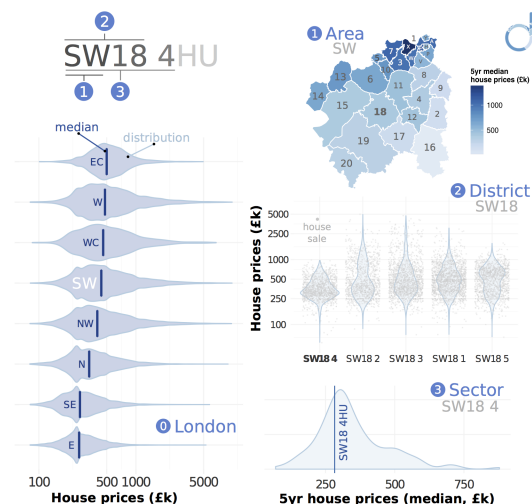 2
SW18 4HU
1 3
median
distribution
EC
W
WC
SW
NW
N
SE
E
0 London
100 500 1000 5000
House prices (£k)
1 Area
SW
1
7
3
10
13
6
11
8
9
14
15
18
4
2
12
19
17
16
20
5yr median
house prices (£k)
1000
500
2 District
SW18
House prices (£k)
5000
2500
1000
500
250
100
house
sale
SW18 4 SW18 2 SW18 3 SW18 1 SW18 5
3 Sector
SW18 4
SW18 4HU
250 500 750
5yr house prices (median, £k)